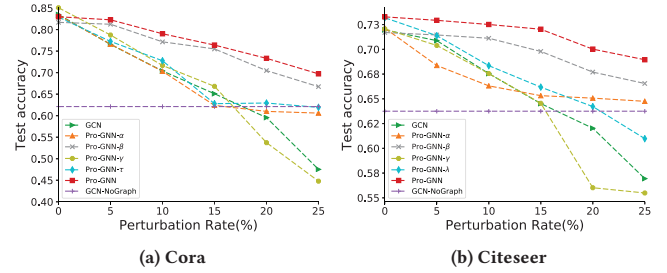 0.85
0.80
0.75
0.70
0.65
0.60
0.55
0.50
0.45
0.40
Test accuracy
GCN
Pro-GNN-α
Pro-GNN-β
Pro-GNN-γ
Pro-GNN-τ
Pro-GNN
GCN-NoGraph
0 5 10 15 20 25
Perturbation Rate(%)
(a) Cora
0.73
0.70
0.68
0.65
0.62
0.60
0.58
0.55
Test accuracy
GCN
Pro-GNN-α
Pro-GNN-β
Pro-GNN-γ
Pro-GNN-λ
Pro-GNN
GCN-NoGraph
0 5 10 15 20 25
Perturbation Rate(%)
(b) Citeseer